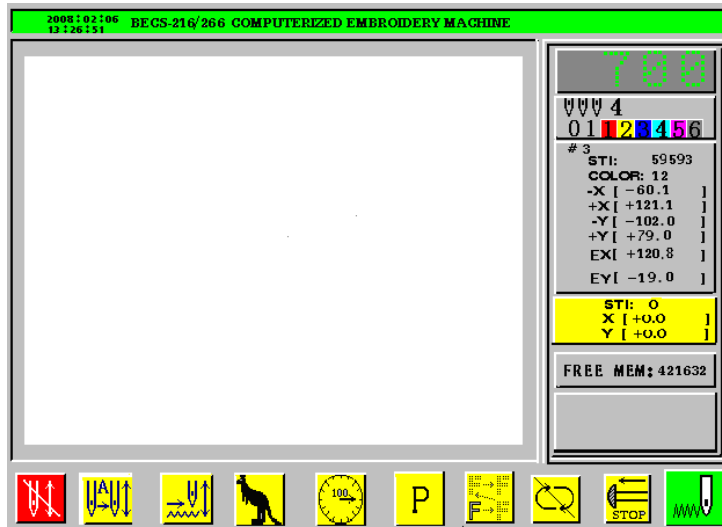 2008:02:06
13:26:51
BECS-216/266 COMPUTERIZED EMBROIDERY MACHINE
700
4
01 1 2 3 4 5 6
# 3
STI: 59593
COLOR: 12
-X [ -60.1 ]
+X [ +121.1 ]
-Y [ -102.0 ]
+Y [ +79.0 ]
EX[ +120.8 ]
EY[ -19.0 ]
STI: 0
X [ +0.0 ]
Y [ +0.0 ]
FREE MEM: 421632
A
100
P
F
STOP